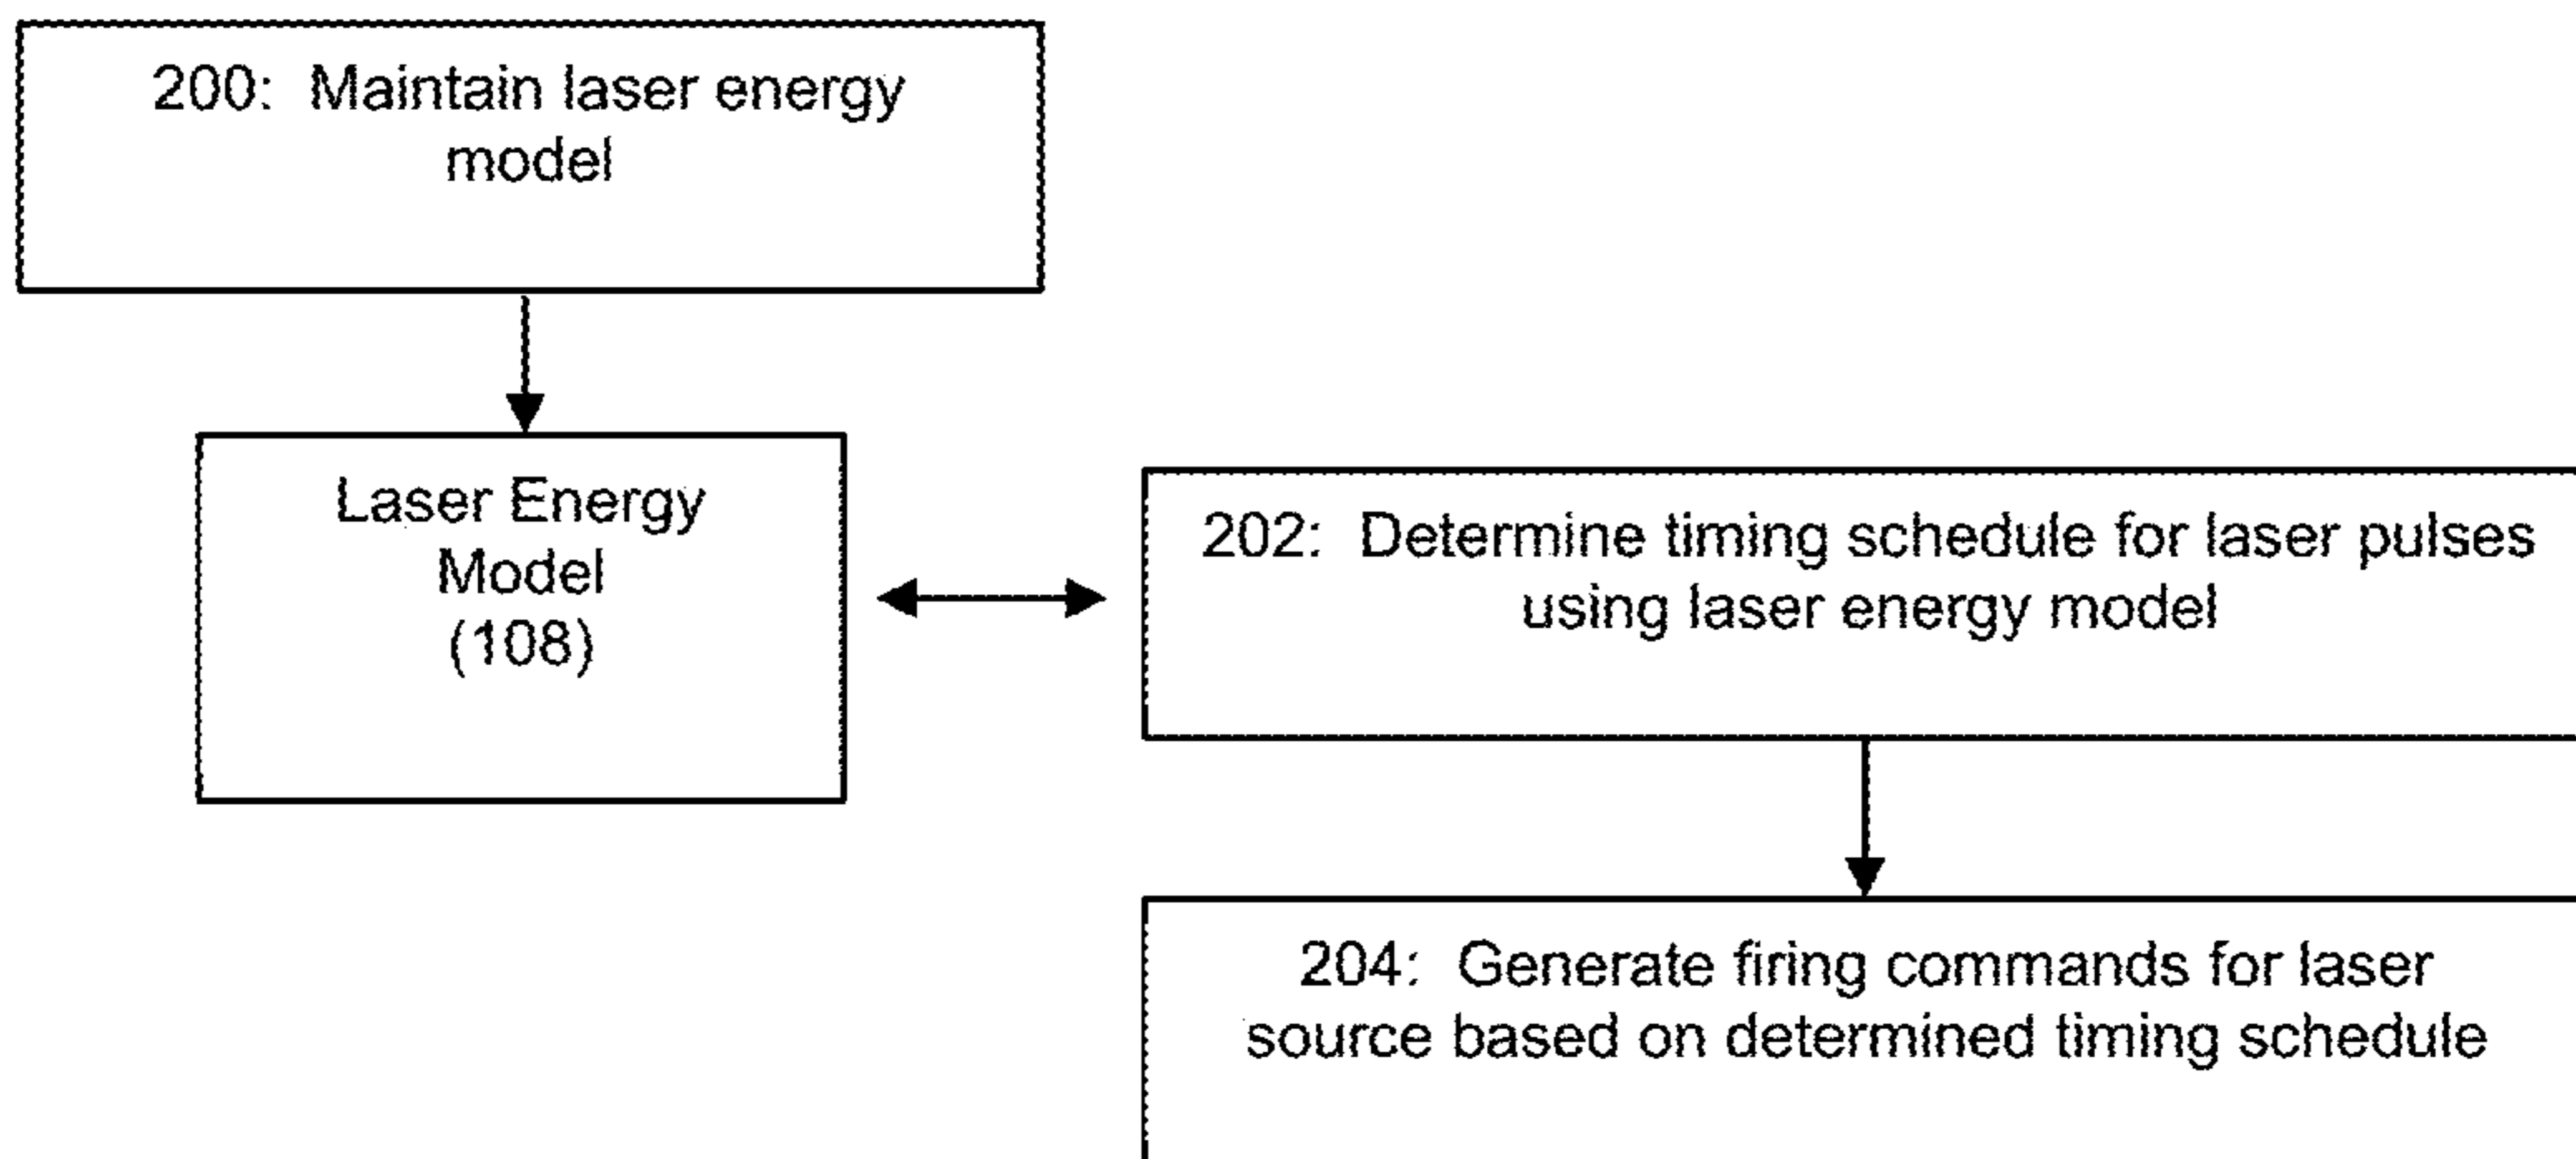 200: Maintain laser energy
model
Laser Energy
Model
(108)
202: Determine timing schedule for laser pulses
using laser energy model
204: Generate firing commands for laser
source based on determined timing schedule